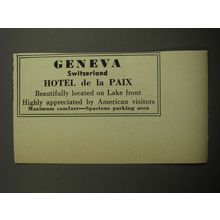 GENEVA
Switzerland
HOTEL de la PAIX
Beautifully located on Lake front
Highly appreciated by American visitors
Maximum comfort—Spacious parking area